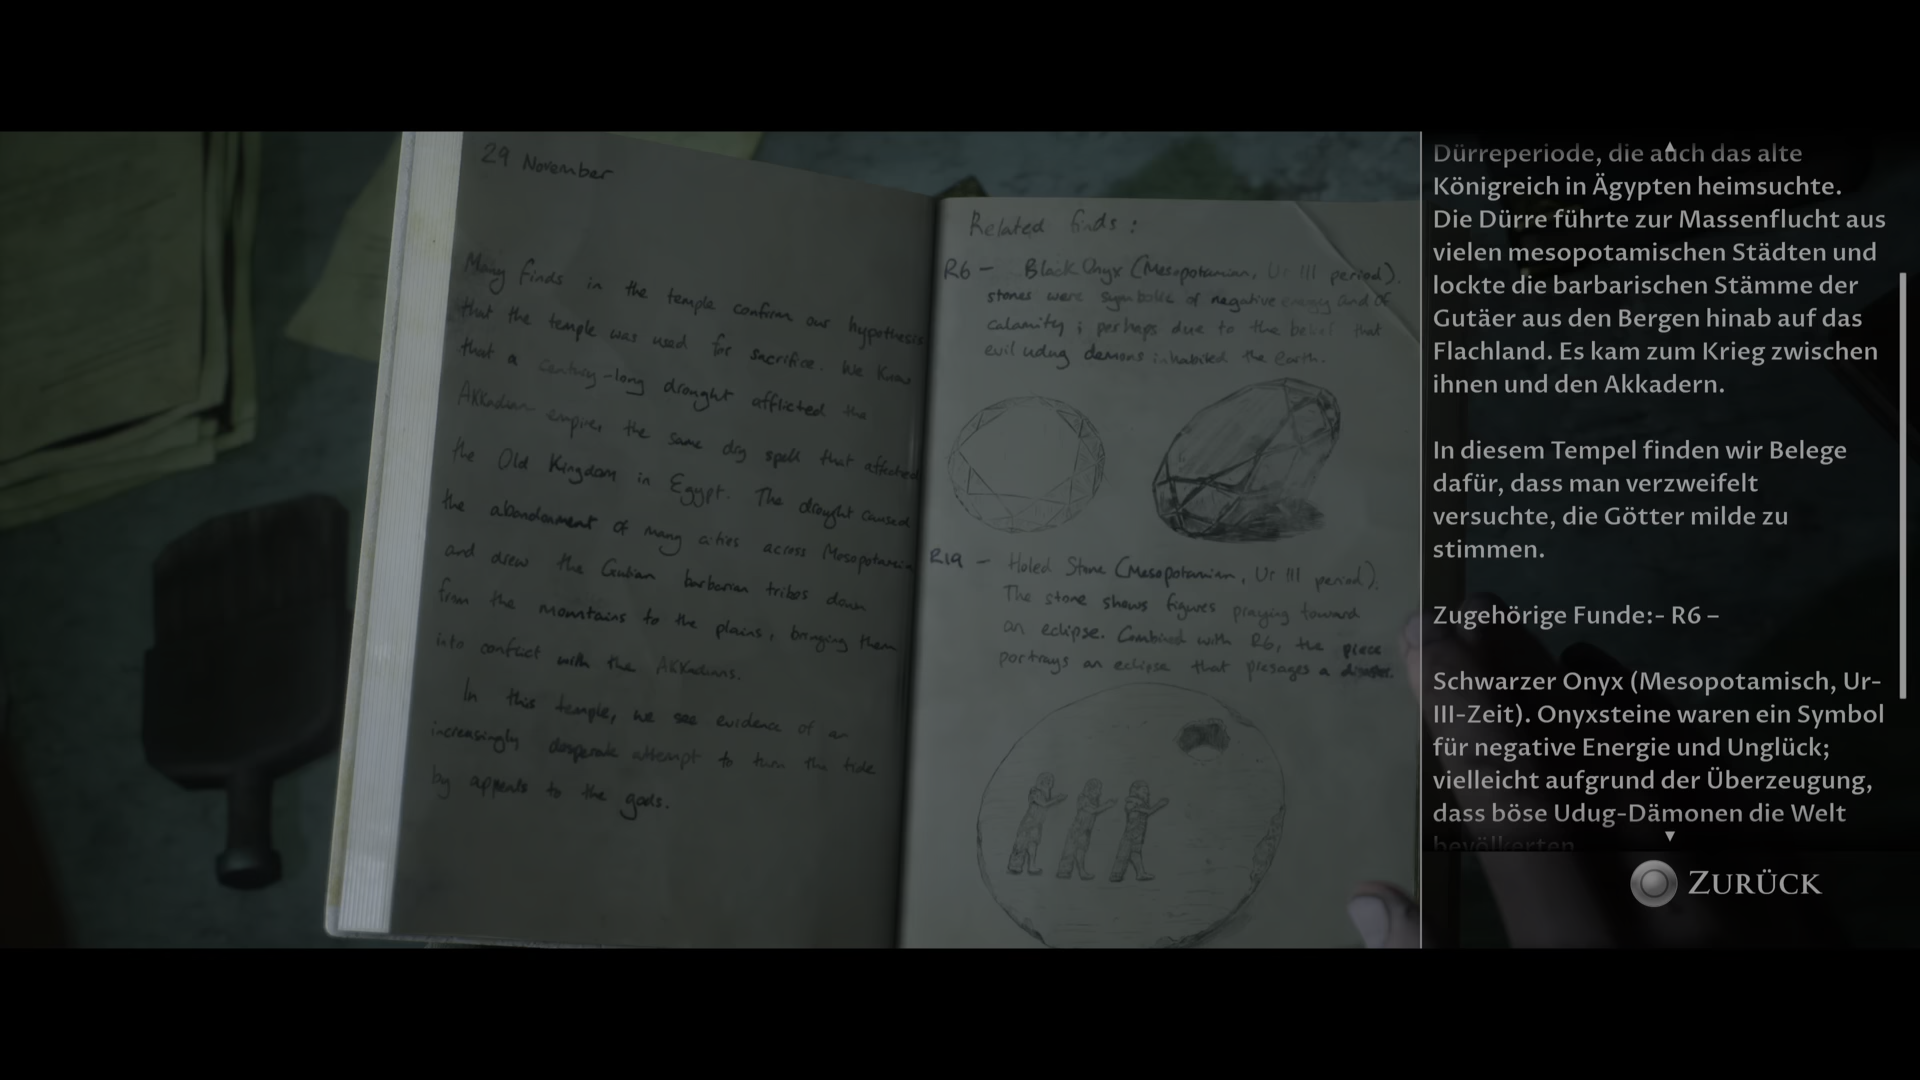 29 November
Many finds in the temple confirm our hypothesis
that the temple was used for sacrifice. We know
that a century-long drought afflicted the
Akkadian empire, the same dry spell that affected
the Old Kingdom in Egypt. The drought caused
the abandonment of many cities across Mesopotamia
and drew the Gutian barbarian tribes down
from the mountains to the plains, bringing them
into conflict with the Akkadians.
In this temple, we see evidence of an
increasingly desperate attempt to turn the tide
by appeals to the gods.
Related finds:
R6 - Black Onyx (Mesopotamian, Ur III period).
stones were symbolic of negative energy and of
calamity; perhaps due to the belief that
evil udug demons inhabited the earth.
R19 - Holed Stone (Mesopotamian, Ur III period).
The stone shows figures praying toward
an eclipse. Combined with R6, the piece
portrays an eclipse that presages a disaster.
Dürreperiode, die auch das alte
Königreich in Ägypten heimsuchte.
Die Dürre führte zur Massenflucht aus
vielen mesopotamischen Städten und
lockte die barbarischen Stämme der
Gutäer aus den Bergen hinab auf das
Flachland. Es kam zum Krieg zwischen
ihnen und den Akkadern.
In diesem Tempel finden wir Belege
dafür, dass man verzweifelt
versuchte, die Götter milde zu
stimmen.
Zugehörige Funde:- R6 –
Schwarzer Onyx (Mesopotamisch, Ur-
III-Zeit). Onyxsteine waren ein Symbol
für negative Energie und Unglück;
vielleicht aufgrund der Überzeugung,
dass böse Udug-Dämonen die Welt
bevölkerten.
ZURÜCK